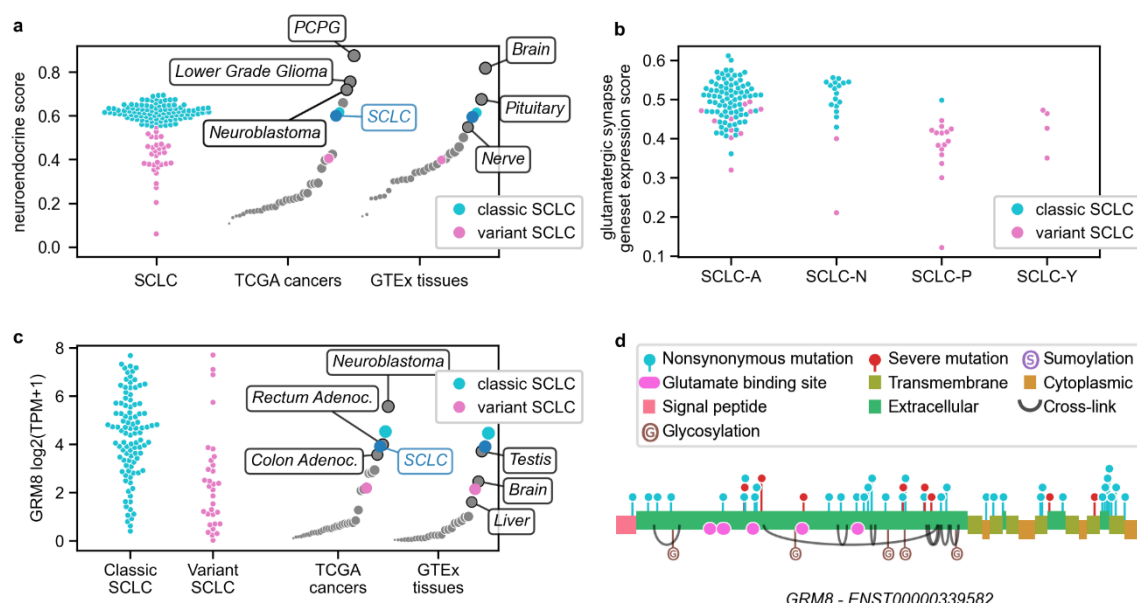 a
neuroendocrine score
0.8
0.6
0.4
0.2
0.0
PCPG
Lower Grade Glioma
Neuroblastoma
SCLC
Brain
Pituitary
Nerve
classic SCLC
variant SCLC
SCLC
TCGA cancers
GTEx tissues
b
glutamatergic synapse
geneset expression score
0.6
0.5
0.4
0.3
0.2
0.1
classic SCLC
variant SCLC
SCLC-A
SCLC-N
SCLC-P
SCLC-Y
c
GRM8 log2(TPM+1)
8
6
4
2
0
Neuroblastoma
Rectum Adenoc.
Colon Adenoc.
SCLC
classic SCLC
variant SCLC
Testis
Brain
Liver
Classic
SCLC
Variant
SCLC
TCGA
cancers
GTEx
tissues
d
Nonsynonymous mutation
Glutamate binding site
Signal peptide
Glycosylation
Severe mutation
Transmembrane
Extracellular
Sumoylation
Cytoplasmic
Cross-link
S
G
G
G
G
G
G
GRM8 - ENST00000339582